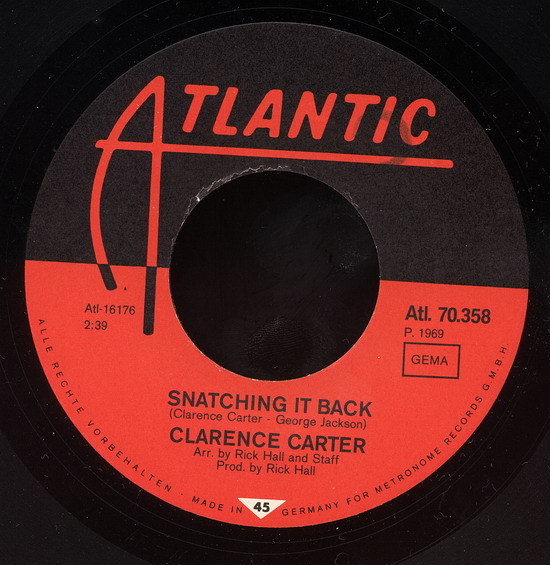 ATLANTIC
Atl-16176
2:39
Atl. 70.358
P. 1969
GEMA
SNATCHING IT BACK
(Clarence Carter - George Jackson)
CLARENCE CARTER
Arr. by Rick Hall and Staff
Prod. by Rick Hall
ALLE RECHTE VORBEHALTEN · MADE IN 45 GERMANY FOR METRONOME RECORDS G.M.B.H.